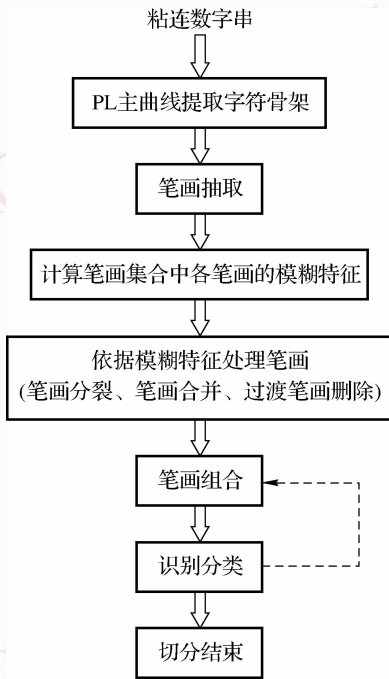 粘连数字串
PL主曲线提取字符骨架
笔画抽取
计算笔画集合中各笔画的模糊特征
依据模糊特征处理笔画
(笔画分裂、笔画合并、过渡笔画删除)
笔画组合
识别分类
切分结束